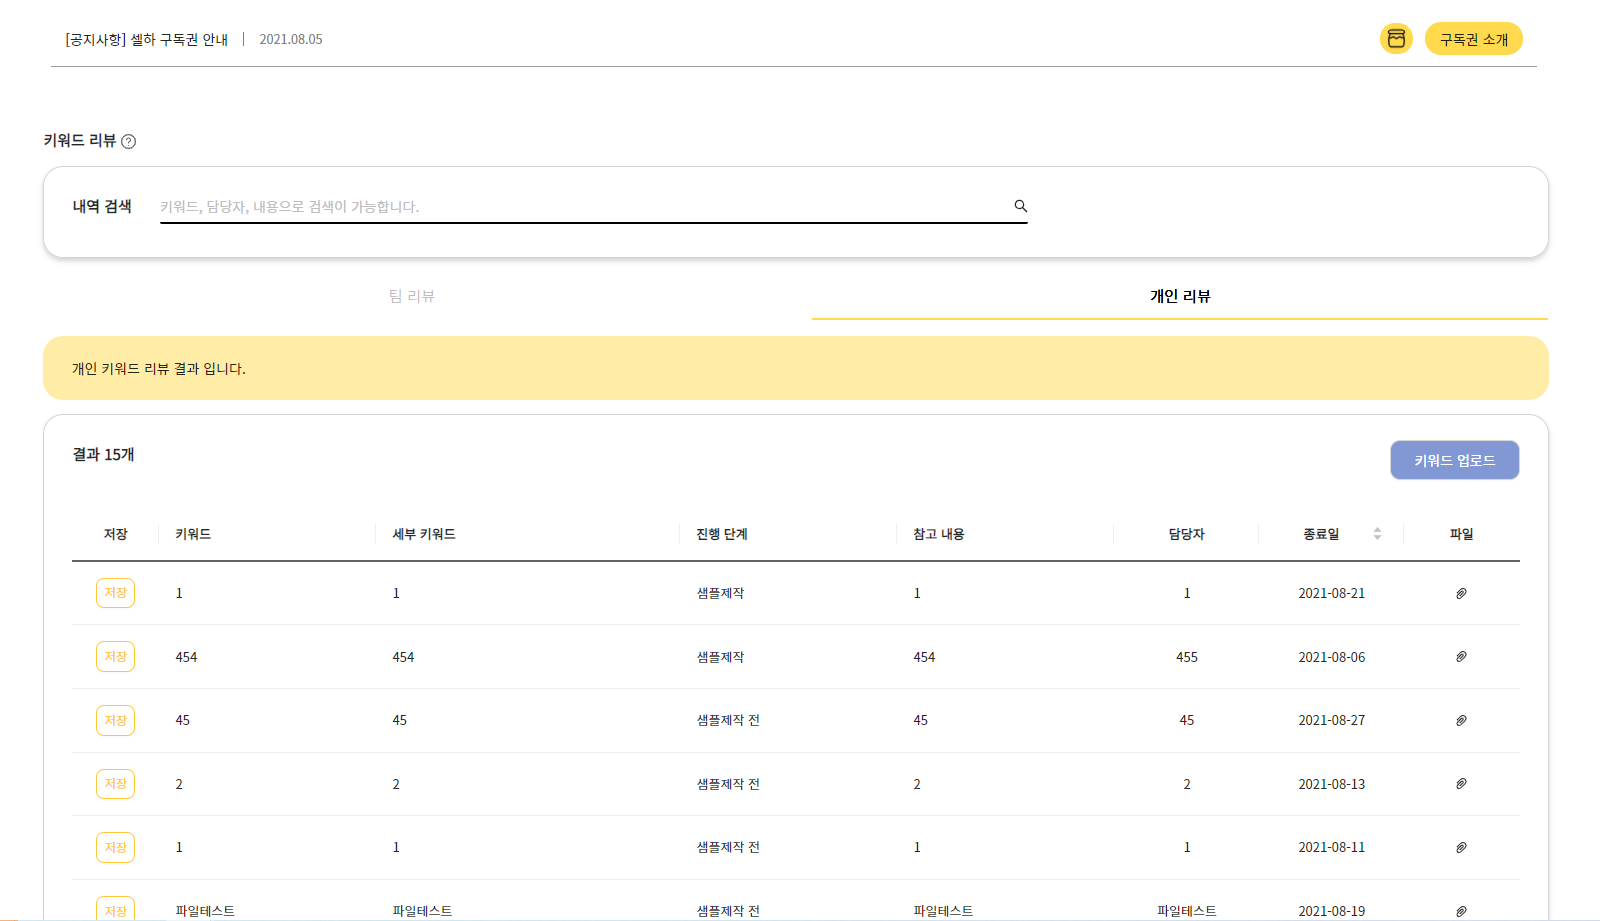 [공지사항] 셀하 구독권 안내 | 2021.08.05
구독권 소개
키워드 리뷰 ?
내역 검색 키워드, 담당자, 내용으로 검색이 가능합니다.
팀 리뷰 개인 리뷰
개인 키워드 리뷰 결과 입니다.
결과 15개
키워드 업로드
저장 키워드 세부 키워드 진행 단계 참고 내용 담당자 종료일 파일
저장 1 1 샘플제작 1 1 2021-08-21
저장 454 454 샘플제작 454 455 2021-08-06
저장 45 45 샘플제작 전 45 45 2021-08-27
저장 2 2 샘플제작 전 2 2 2021-08-13
저장 1 1 샘플제작 전 1 1 2021-08-11
저장 파일테스트 파일테스트 샘플제작 전 파일테스트 파일테스트 2021-08-19